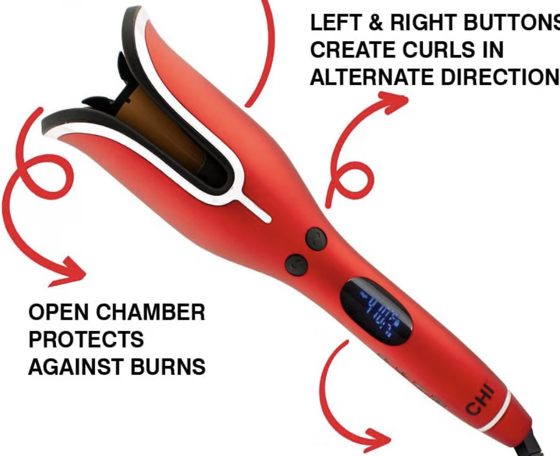 LEFT & RIGHT BUTTONS
CREATE CURLS IN
ALTERNATE DIRECTION
OPEN CHAMBER
PROTECTS
AGAINST BURNS
CHI